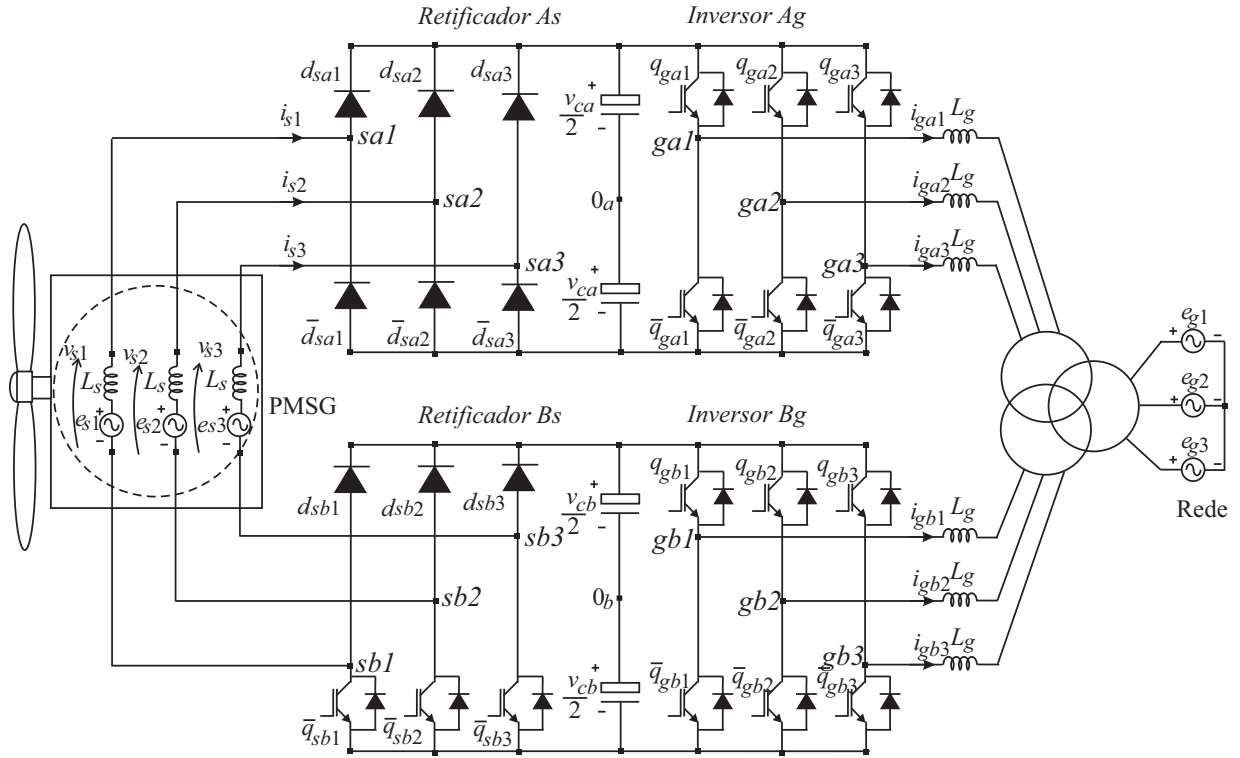 Retificador As
Inversor Ag
d_sa1 d_sa2 d_sa3
q_ga1 q_ga2 q_ga3
+ v_ca/2 -
i_s1 sa1
ga1 i_ga1 L_g
i_s2 sa2
0_a
ga2 i_ga2 L_g
i_s3 sa3
ga3 i_ga3 L_g
+ v_ca/2 -
d̄_sa1 d̄_sa2 d̄_sa3
q̄_ga1 q̄_ga2 q̄_ga3
v_s1 v_s2 v_s3
L_s L_s L_s
PMSG
+ + +
e_s1 e_s2 e_s3
- - -
+ e_g1 -
+ e_g2 -
+ e_g3 -
Rede
Retificador Bs
Inversor Bg
d_sb1 d_sb2 d_sb3
q_gb1 q_gb2 q_gb3
+ v_cb/2 -
sb3
gb1 i_gb1 L_g
sb2
0_b
gb2 i_gb2 L_g
sb1
gb3 i_gb3 L_g
+ v_cb/2 -
q̄_sb1 q̄_sb2 q̄_sb3
q̄_gb1 q̄_gb2 q̄_gb3